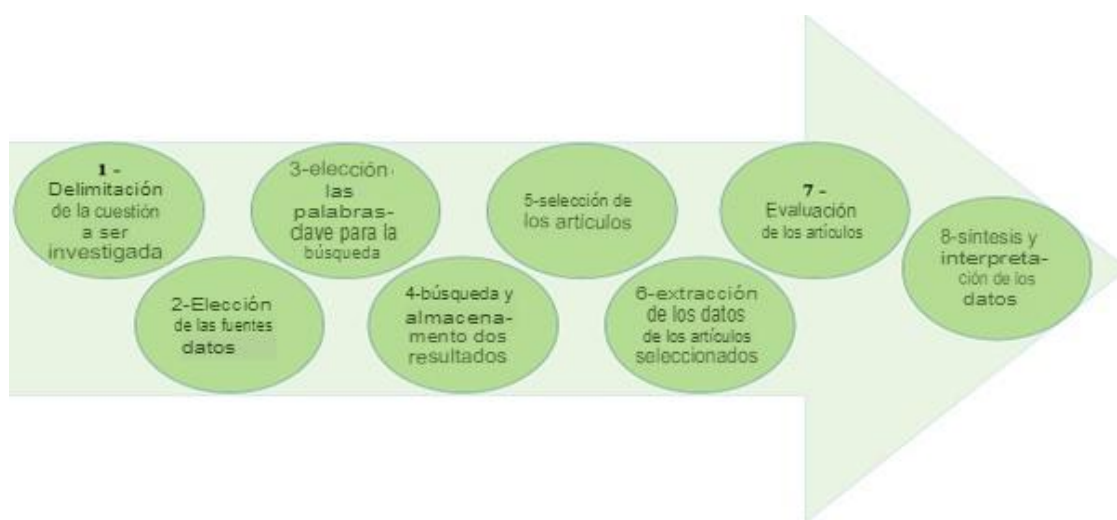 1 -
Delimitación
de la cuestión
a ser
investigada
2-Elección
de las fuentes
datos
3-elección
las
palabras-
clave para la
búsqueda
4-búsqueda y
almacena-
mento dos
resultados
5-selección de
los artículos
6-extracción
de los datos
de los artículos
seleccionados
7 -
Evaluación
de los artículos
8-síntesis y
interpreta-
ción de los
datos